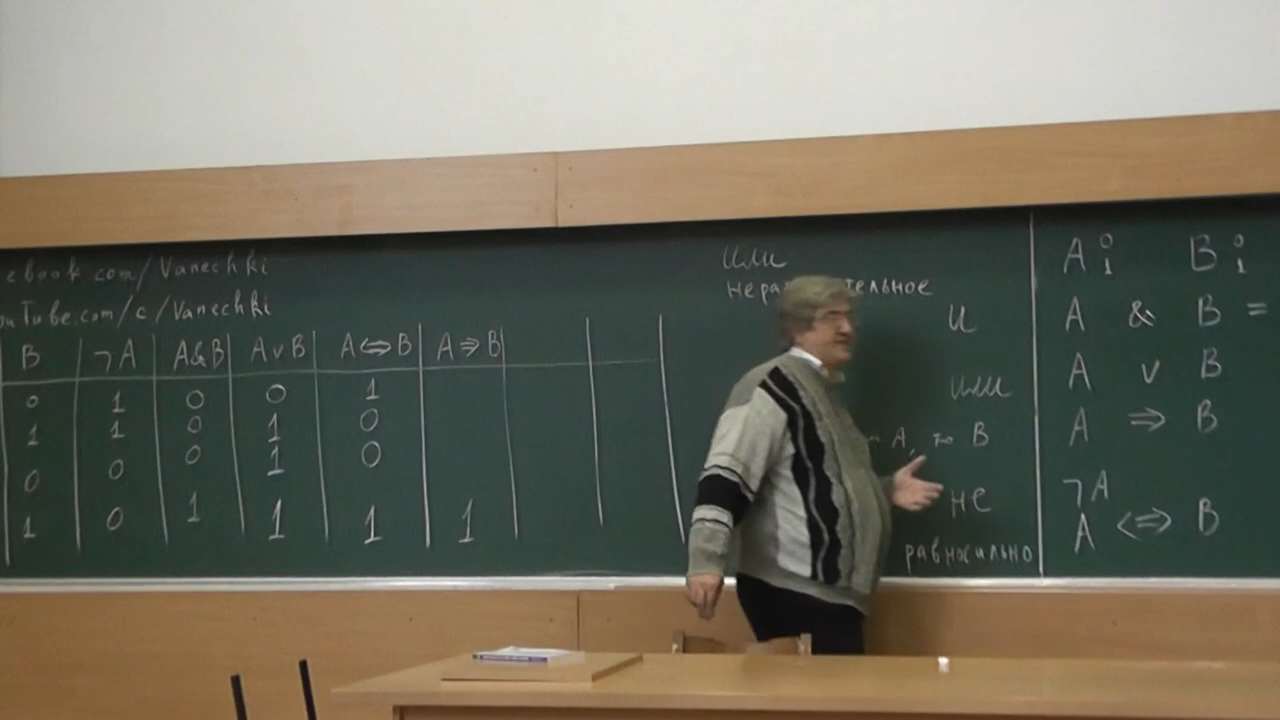 ebook.com/Vanechki
uTube.com/c/Vanechki
B ¬A A&B A∨B A⇔B A⇒B
0 1 0 0 1
1 1 0 1 0
0 0 0 1 0
1 0 1 1 1 1
или
и
или
A, то B
не
равносильно
A 0 1 B 0 1
A & B =
A ∨ B
A ⇒ B
¬A
A ⇔ B